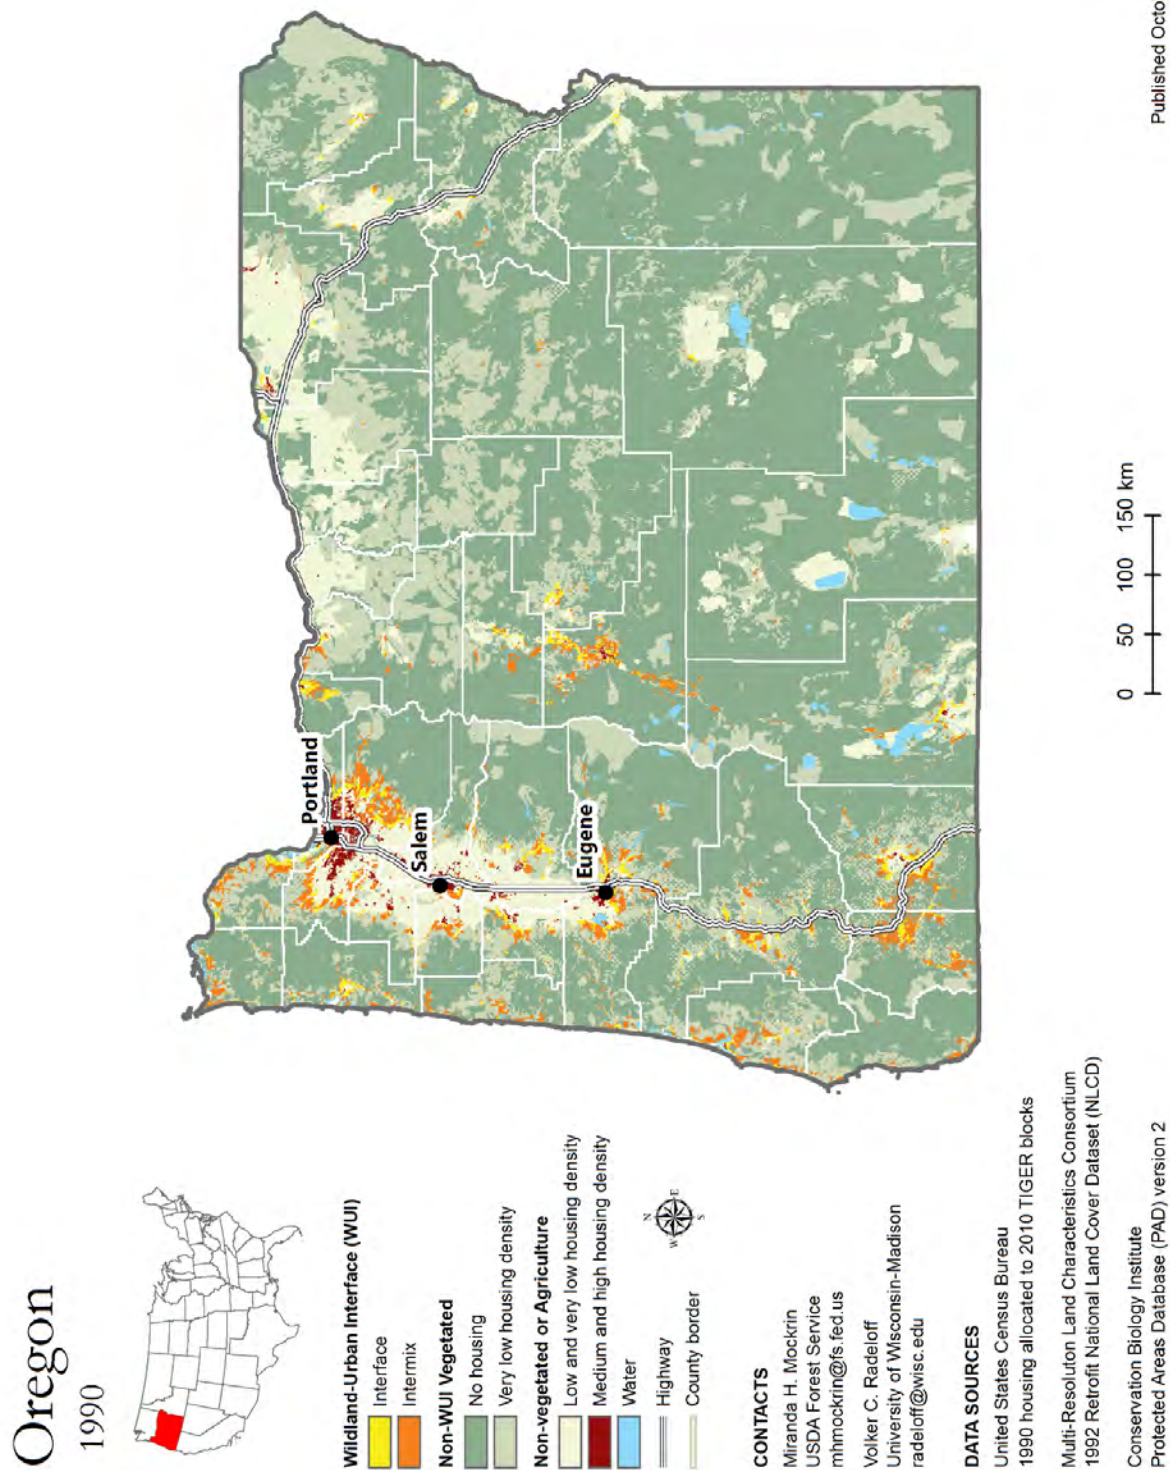 Oregon
1990
Wildland-Urban Interface (WUI)
Interface
Intermix
Non-WUI Vegetated
No housing
Very low housing density
Non-vegetated or Agriculture
Low and very low housing density
Medium and high housing density
Water
Highway
County border
N
W
E
S
CONTACTS
Miranda H. Mockrin
USDA Forest Service
mhmockrin@fs.fed.us
Volker C. Radeloff
University of Wisconsin-Madison
radeloff@wisc.edu
DATA SOURCES
United States Census Bureau
1990 housing allocated to 2010 TIGER blocks
Multi-Resoluton Land Characteristics Consortium
1992 Retrofit National Land Cover Dataset (NLCD)
Conservation Biology Institute
Protected Areas Database (PAD) version 2
Portland
Salem
Eugene
0 50 100 150 km
Published Octo